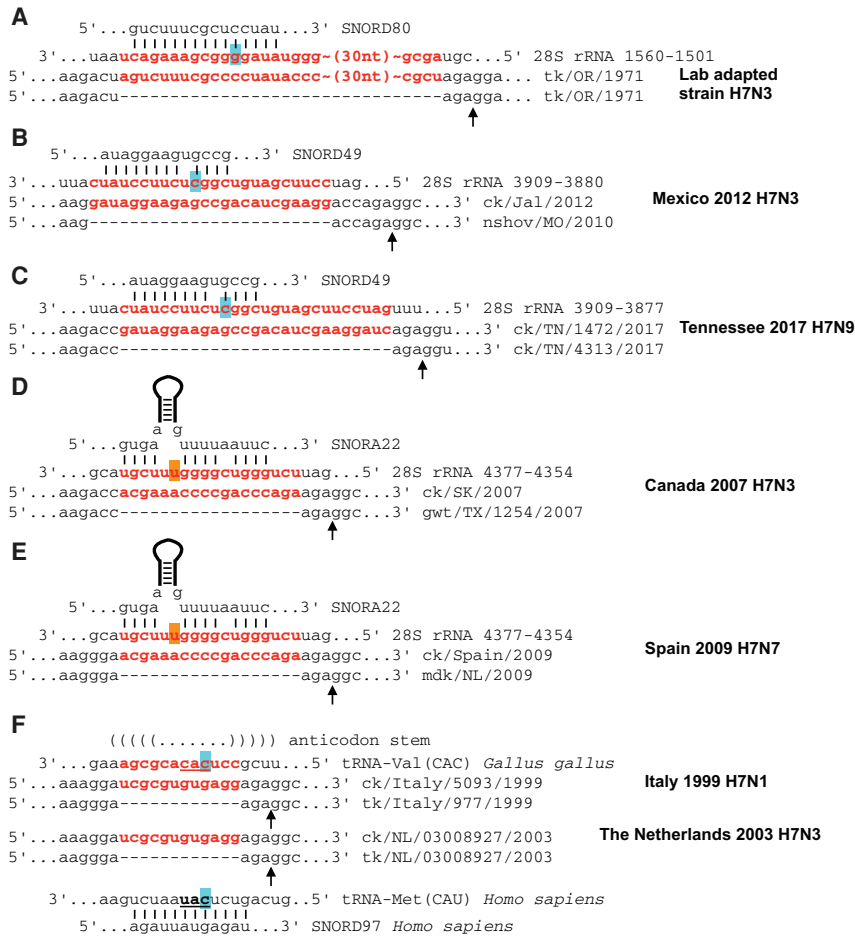 A
5'...gucuuucgcuccuau...3' SNORD80
3'...uaaucagaaagcggggauauggg~(30nt)~gcgaugc...5' 28S rRNA 1560-1501
5'...aagacuagucuuucgccccuauaccc~(30nt)~cgcuagagga... tk/OR/1971
5'...aagacu--------------------------------agagga... tk/OR/1971
Lab adapted
strain H7N3
B
5'...auaggaagugccg...3' SNORD49
3'...uuacuauccuucucggcuguagcuuccuag...5' 28S rRNA 3909-3880
5'...aaggauaggaagagccgacaucgaaggaccagaggc...3' ck/Jal/2012
5'...aag------------------------accagaggc...3' nshov/MO/2010
Mexico 2012 H7N3
C
5'...auaggaagugccg...3' SNORD49
3'...uuacuauccuucucggcuguagcuuccuaguuu...5' 28S rRNA 3909-3877
5'...aagaccgauaggaagagccgacaucgaaggaucagaggu...3' ck/TN/1472/2017
5'...aagacc---------------------------agaggu...3' ck/TN/4313/2017
Tennessee 2017 H7N9
D
a g
5'...guga uuuuaauuc...3' SNORA22
3'...gcaugcuuuggggcugggucuuag...5' 28S rRNA 4377-4354
5'...aagaccacgaaaccccgacccagaagaggc...3' ck/SK/2007
5'...aagacc------------------agaggc...3' gwt/TX/1254/2007
Canada 2007 H7N3
E
a g
5'...guga uuuuaauuc...3' SNORA22
3'...gcaugcuuuggggcugggucuuag...5' 28S rRNA 4377-4354
5'...aagggaacgaaaccccgacccagaagaggc...3' ck/Spain/2009
5'...aaggga------------------agaggc...3' mdk/NL/2009
Spain 2009 H7N7
F
(((((.......))))) anticodon stem
3'...gaaagcgcacacuccgcuu...5' tRNA-Val(CAC) Gallus gallus
5'...aaaggaucgcgugugaggagaggc...3' ck/Italy/5093/1999
5'...aaagga------------agaggc...3' tk/Italy/977/1999
Italy 1999 H7N1
5'...aaaggaucgcgugugaggagaggc...3' ck/NL/03008927/2003
5'...aaggga------------agaggc...3' tk/NL/03008927/2003
The Netherlands 2003 H7N3
3'...aagucuaauacucugacug..5' tRNA-Met(CAU) Homo sapiens
5'...agauuaugagau...3' SNORD97 Homo sapiens